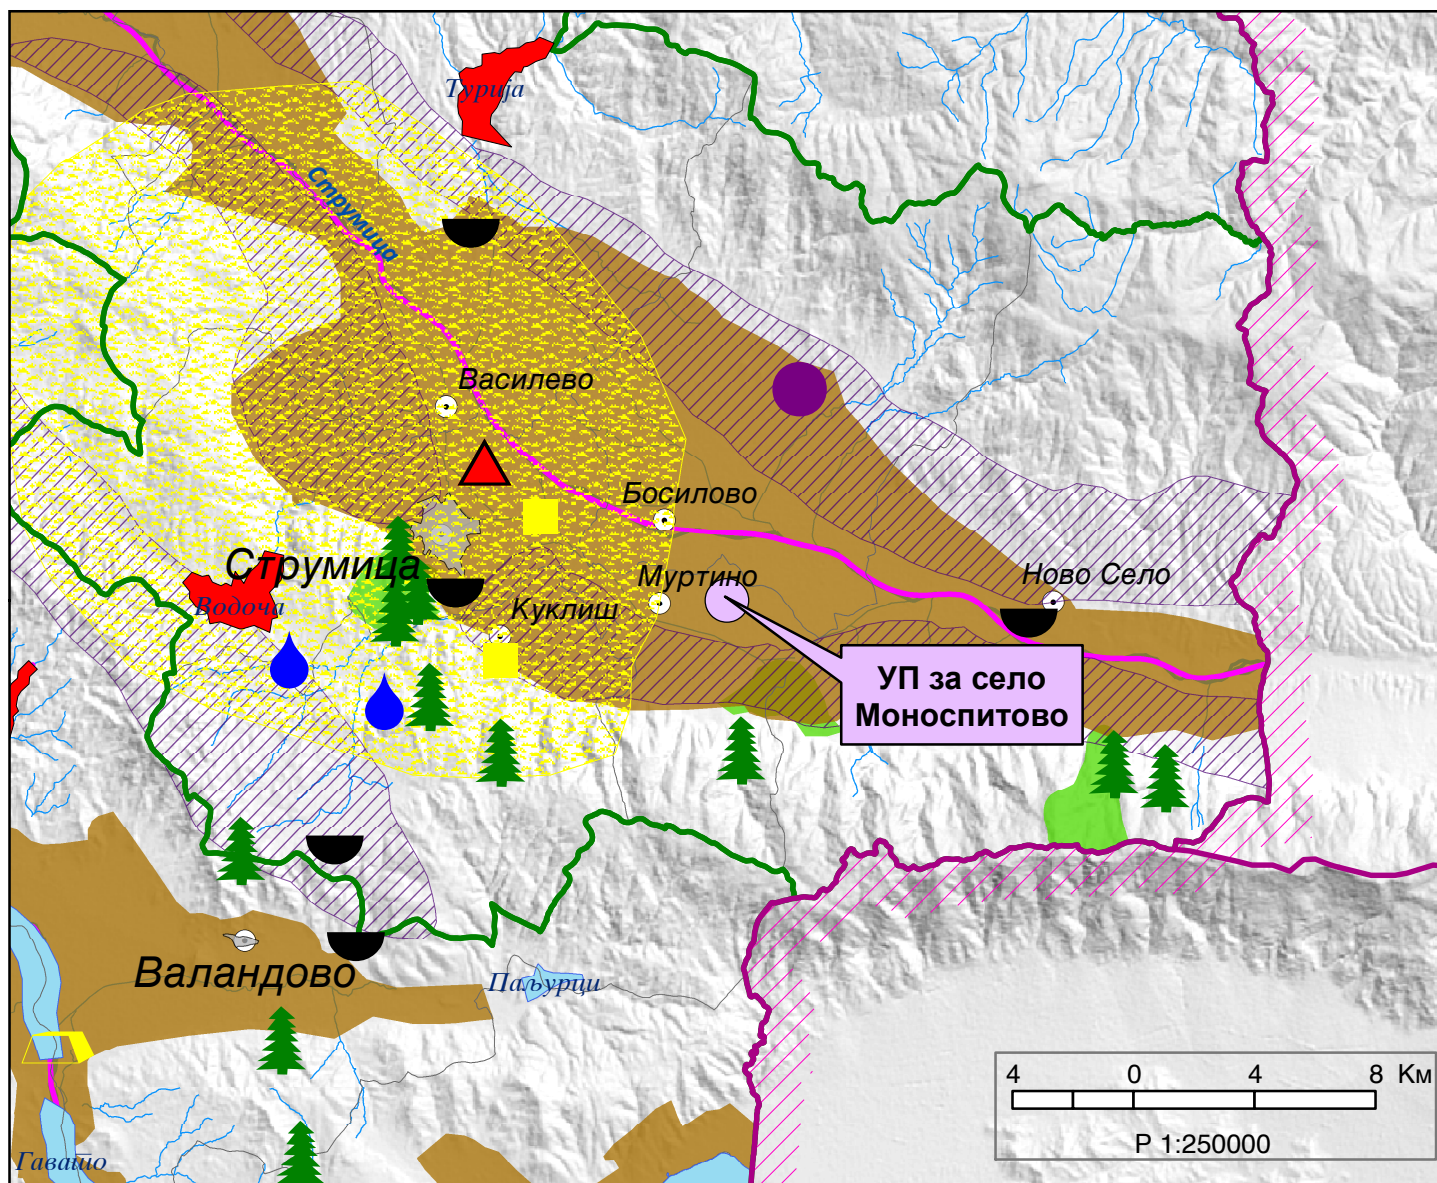 Турија
Струмица
Василево
Босилово
Струмица
Муртино
Ново Село
Водоча
Куклиш
УП за село
Моноспитово
Валандово
Паљурци
4 0 4 8 Км
Р 1:250000
Гавато